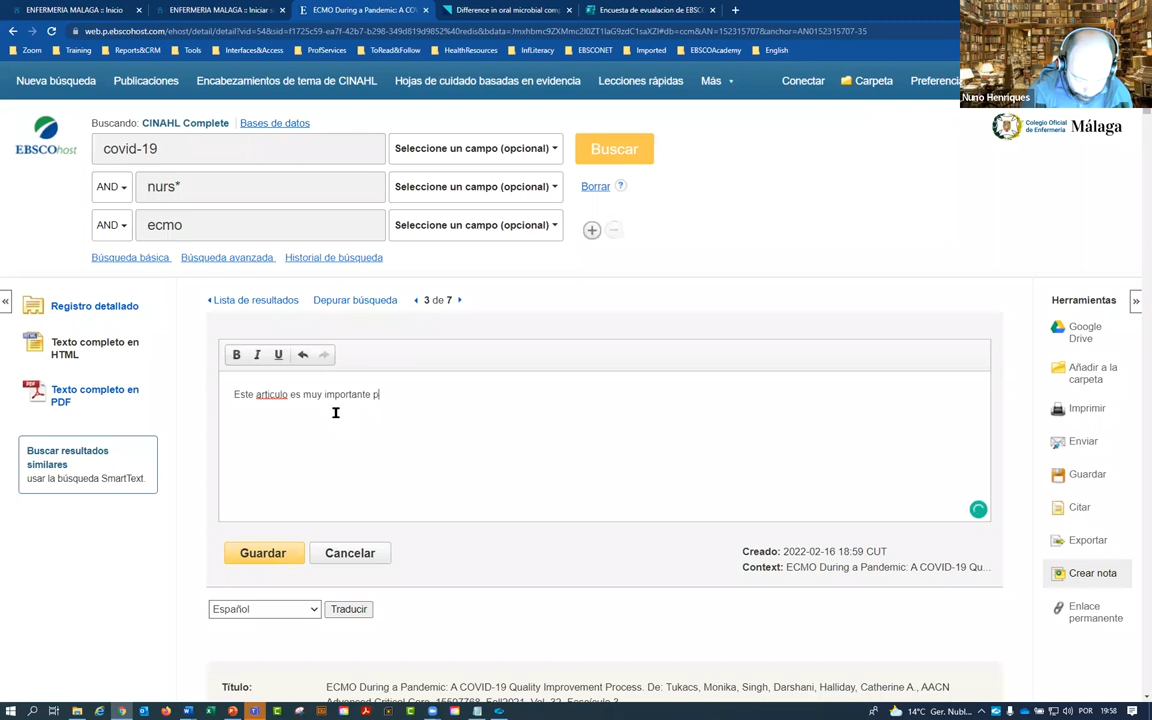 ENFERMERIA MALAGA :: Inicio
ENFERMERIA MALAGA :: Iniciar s
ECMO During a Pandemic: A CO
Difference in oral microbial com
Encuesta de evualacion de EBSC
Zoom
Training
Reports&CRM
Tools
Interfaces&Access
ProfServices
ToRead&Follow
HealthResources
InfLiteracy
EBSCONET
Imported
EBSCOAcademy
English
Nuno Henriques
Nueva búsqueda
Publicaciones
Encabezamientos de tema de CINAHL
Hojas de cuidado basadas en evidencia
Lecciones rápidas
Más
Conectar
Carpeta
Preferenci
EBSCOhost
Buscando: CINAHL Complete
Bases de datos
Colegio Oficial de Enfermería Málaga
covid-19
Seleccione un campo (opcional)
Buscar
AND
nurs*
Seleccione un campo (opcional)
Borrar
?
AND
ecmo
Seleccione un campo (opcional)
Búsqueda básica
Búsqueda avanzada
Historial de búsqueda
Registro detallado
Texto completo en
HTML
PDF
Texto completo en
PDF
Buscar resultados
similares
usar la búsqueda SmartText.
Lista de resultados
Depurar búsqueda
3 de 7
B I U
Este articulo es muy importante p
Guardar
Cancelar
Creado: 2022-02-16 18:59 CUT
Context: ECMO During a Pandemic: A COVID-19 Qu...
Español
Traducir
Título:
ECMO During a Pandemic: A COVID-19 Quality Improvement Process. De: Tukacs, Monika, Singh, Darshani, Halliday, Catherine A., AACN
Herramientas
Google
Drive
Añadir a la
carpeta
Imprimir
Enviar
Guardar
Citar
Exportar
Crear nota
Enlace
permanente
14°C Ger. Nubl...
POR
19:58